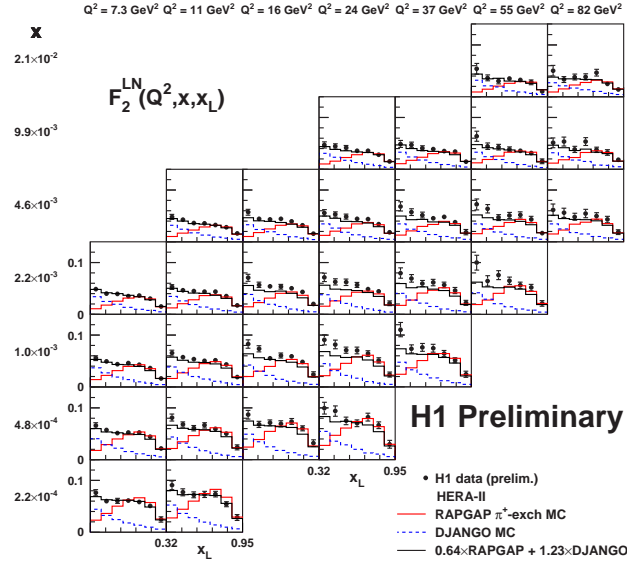 Q² = 7.3 GeV² Q² = 11 GeV² Q² = 16 GeV² Q² = 24 GeV² Q² = 37 GeV² Q² = 55 GeV² Q² = 82 GeV²
x
2.1×10⁻²
F₂ᴸᴺ(Q²,x,x_L)
9.9×10⁻³
4.6×10⁻³
0.1
2.2×10⁻³
0
0.1
1.0×10⁻³
0
0.1
H1 Preliminary
4.8×10⁻⁴
0
0.32 x_L 0.95
0.1
H1 data (prelim.)
HERA-II
2.2×10⁻⁴
RAPGAP π⁺-exch MC
DJANGO MC
0
0.32 x_L 0.95
0.64×RAPGAP + 1.23×DJANGO